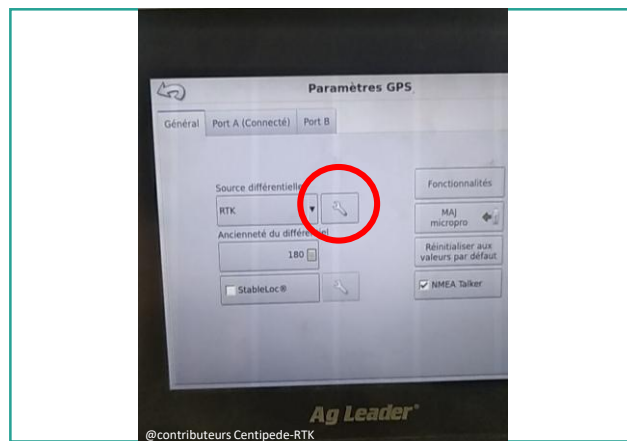 Paramètres GPS
Général
Port A (Connecté)
Port B
Source différentielle
RTK
Ancienneté du différentiel
180
StableLoc®
Fonctionnalités
MAJ
micropro
Réinitialiser aux
valeurs par défaut
NMEA Talker
Ag Leader
@contributeurs Centipede-RTK